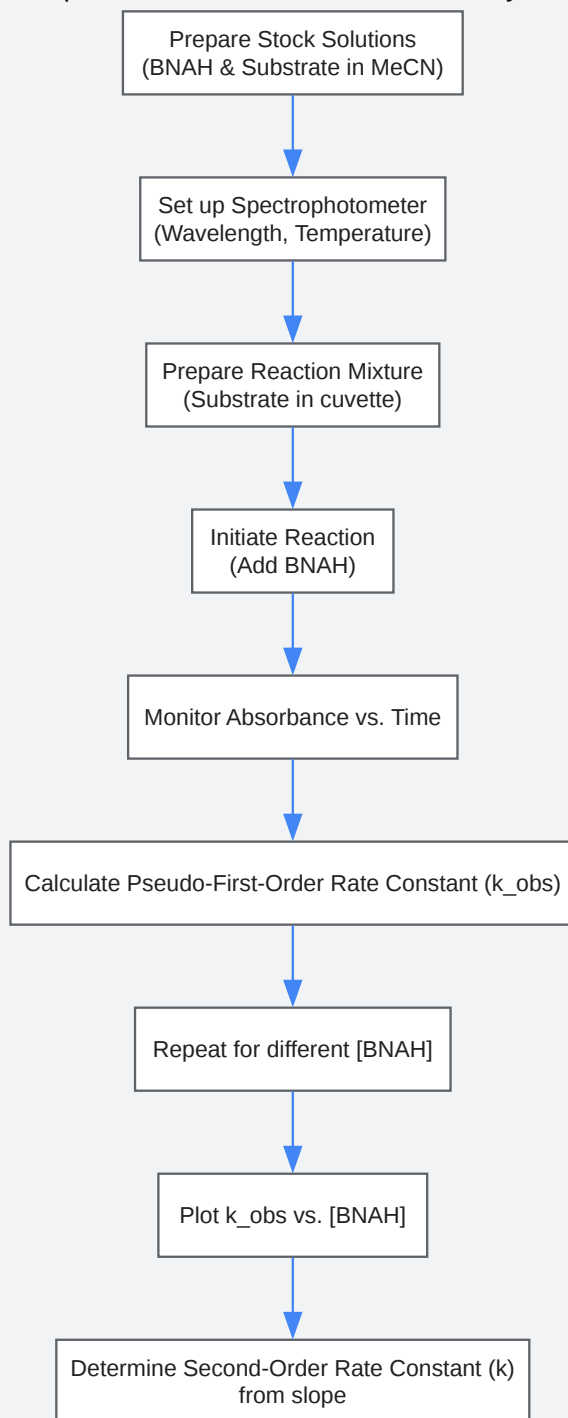 Prepare Stock Solutions
(BNAH & Substrate in MeCN)
Set up Spectrophotometer
(Wavelength, Temperature)
Prepare Reaction Mixture
(Substrate in cuvette)
Initiate Reaction
(Add BNAH)
Monitor Absorbance vs. Time
Calculate Pseudo-First-Order Rate Constant (k_obs)
Repeat for different [BNAH]
Plot k_obs vs. [BNAH]
Determine Second-Order Rate Constant (k)
from slope